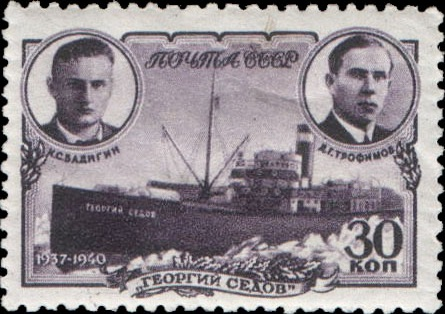 ПОЧТА СССР
К.С.БАДИГИН
Д.Г.ТРОФИМОВ
ГЕОРГИЙ СЕДОВ
1937-1940
30
КОП
„ГЕОРГИЙ СЕДОВ"